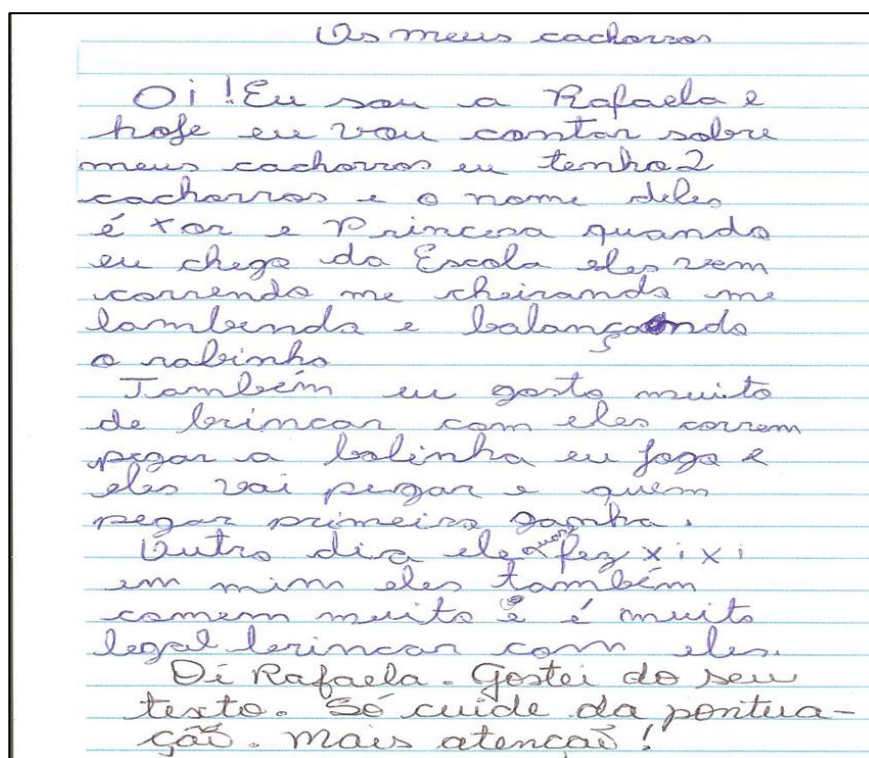 Os meus cachorros
Oi! Eu sou a Rafaela e
hoje eu vou contar sobre
meus cachorros eu tenho 2
cachorros e o nome deles
é xor e Princesa quando
eu chego da Escola eles vem
correndo me cheirando me
lambendo e balançando
o rabinho
Também eu gosto muito
de brincar com eles correm
pegar a bolinha eu jogo e
eles vai pegar e quem
pegar primeiro ganha.
Outro dia ele quase fez xixi
em mim eles também
comem muito e é muito
legal brincar com eles.
Oi Rafaela. Gostei do seu
texto. Só cuide da pontua-
ção. Mais atenção!